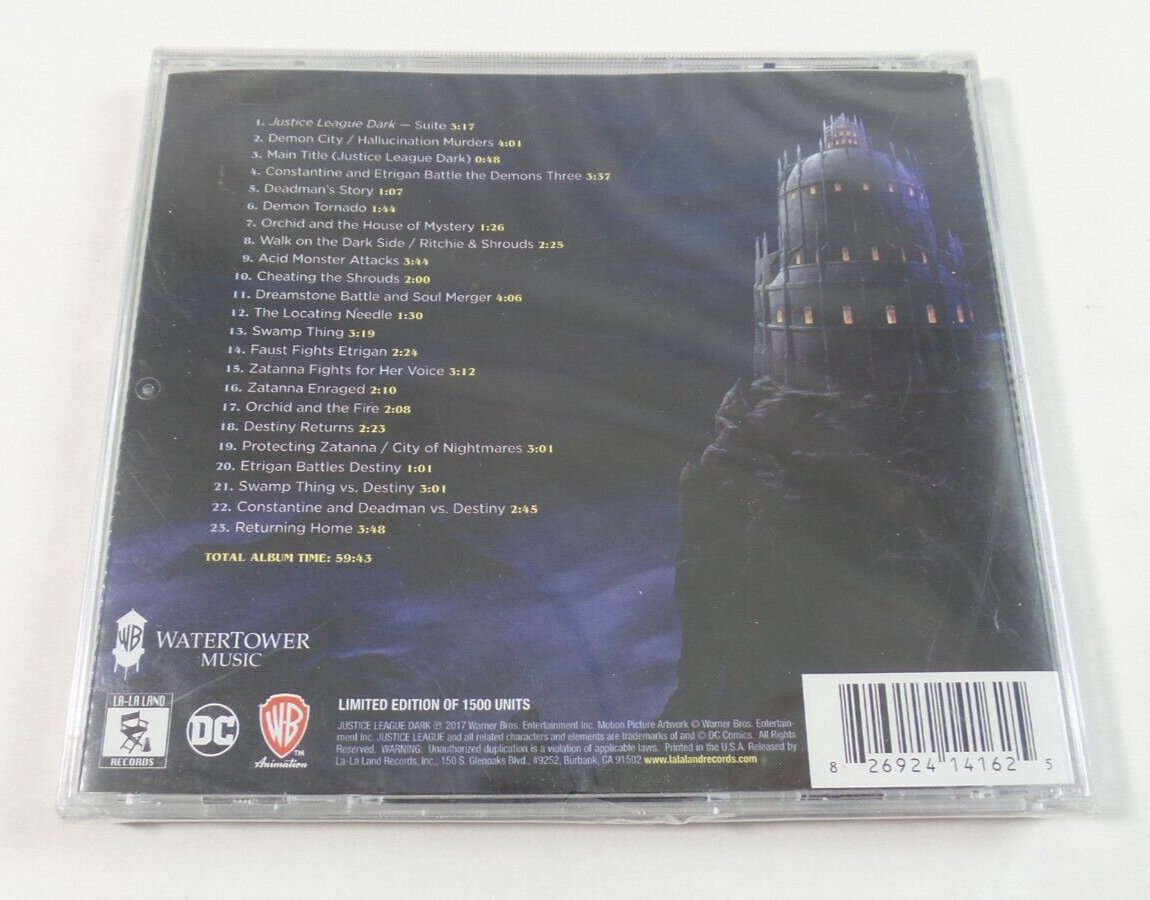 1. Justice League Dark — Suite 3:17
2. Demon City / Hallucination Murders 4:01
3. Main Title (Justice League Dark) 0:48
4. Constantine and Etrigan Battle the Demons Three 3:37
5. Deadman's Story 1:07
6. Demon Tornado 1:44
7. Orchid and the House of Mystery 1:26
8. Walk on the Dark Side / Ritchie & Shrouds 2:25
9. Acid Monster Attacks 3:44
10. Cheating the Shrouds 2:00
11. Dreamstone Battle and Soul Merger 4:06
12. The Locating Needle 1:30
13. Swamp Thing 3:19
14. Faust Fights Etrigan 2:24
15. Zatanna Fights for Her Voice 3:12
16. Zatanna Enraged 2:10
17. Orchid and the Fire 2:08
18. Destiny Returns 2:23
19. Protecting Zatanna / City of Nightmares 3:01
20. Etrigan Battles Destiny 1:01
21. Swamp Thing vs. Destiny 3:01
22. Constantine and Deadman vs. Destiny 2:45
23. Returning Home 3:48
TOTAL ALBUM TIME: 59:43
WB
WATERTOWER
MUSIC
LA-LA LAND
RECORDS
DC
WB
TM
Animation
LIMITED EDITION OF 1500 UNITS
JUSTICE LEAGUE DARK ℗ 2017 Warner Bros. Entertainment Inc. Motion Picture Artwork © Warner Bros. Entertain-
ment Inc. JUSTICE LEAGUE and all related characters and elements are trademarks of and © DC Comics. All Rights
Reserved. WARNING: Unauthorized duplication is a violation of applicable laws. Printed in the U.S.A. Released by
La-La Land Records, Inc., 150 S. Glenoaks Blvd., #9252, Burbank, CA 91502 www.lalalandrecords.com
8 26924 14162 5